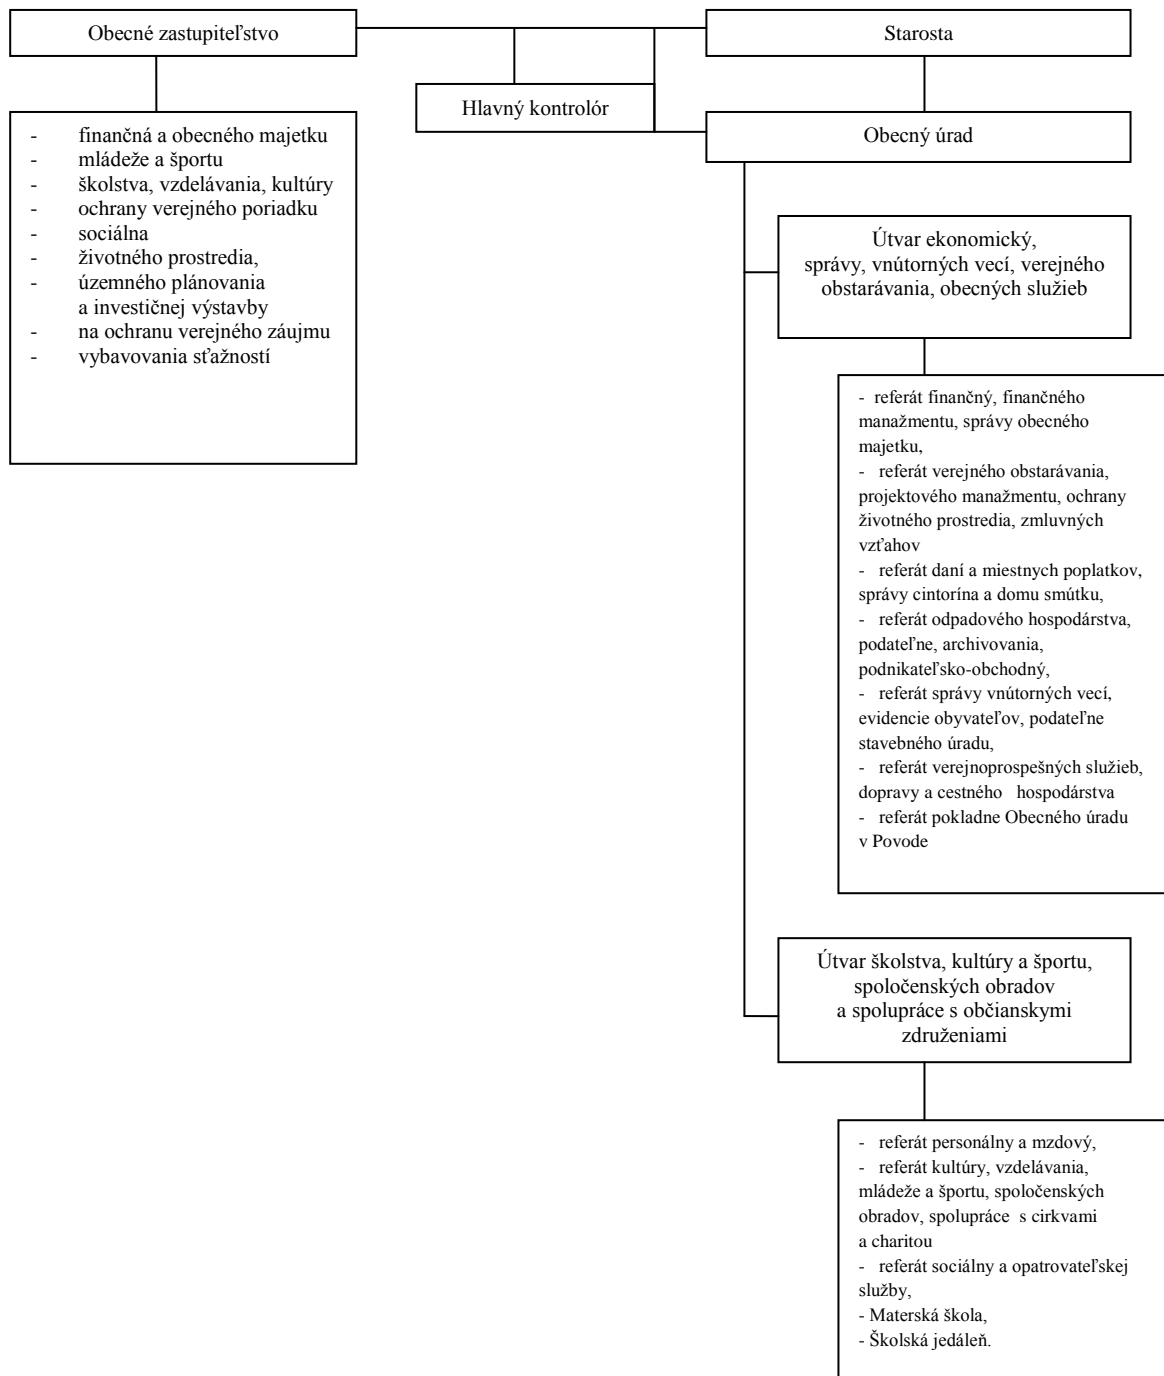 Obecné zastupiteľstvo
Starosta
Hlavný kontrolór
Obecný úrad
- finančná a obecného majetku
- mládeže a športu
- školstva, vzdelávania, kultúry
- ochrany verejného poriadku
- sociálna
- životného prostredia,
- územného plánovania
a investičnej výstavby
- na ochranu verejného záujmu
- vybavovania sťažností
Útvar ekonomický,
správy, vnútorných vecí, verejného
obstarávania, obecných služieb
- referát finančný, finančného
manažmentu, správy obecného
majetku,
- referát verejného obstarávania,
projektového manažmentu, ochrany
životného prostredia, zmluvných
vzťahov
- referát daní a miestnych poplatkov,
správy cintorína a domu smútku,
- referát odpadového hospodárstva,
podateľne, archivovania,
podnikateľsko-obchodný,
- referát správy vnútorných vecí,
evidencie obyvateľov, podateľne
stavebného úradu,
- referát verejnoprospešných služieb,
dopravy a cestného hospodárstva
- referát pokladne Obecného úradu
v Povode
Útvar školstva, kultúry a športu,
spoločenských obradov
a spolupráce s občianskymi
združeniami
- referát personálny a mzdový,
- referát kultúry, vzdelávania,
mládeže a športu, spoločenských
obradov, spolupráce s cirkvami
a charitou
- referát sociálny a opatrovateľskej
služby,
- Materská škola,
- Školská jedáleň.